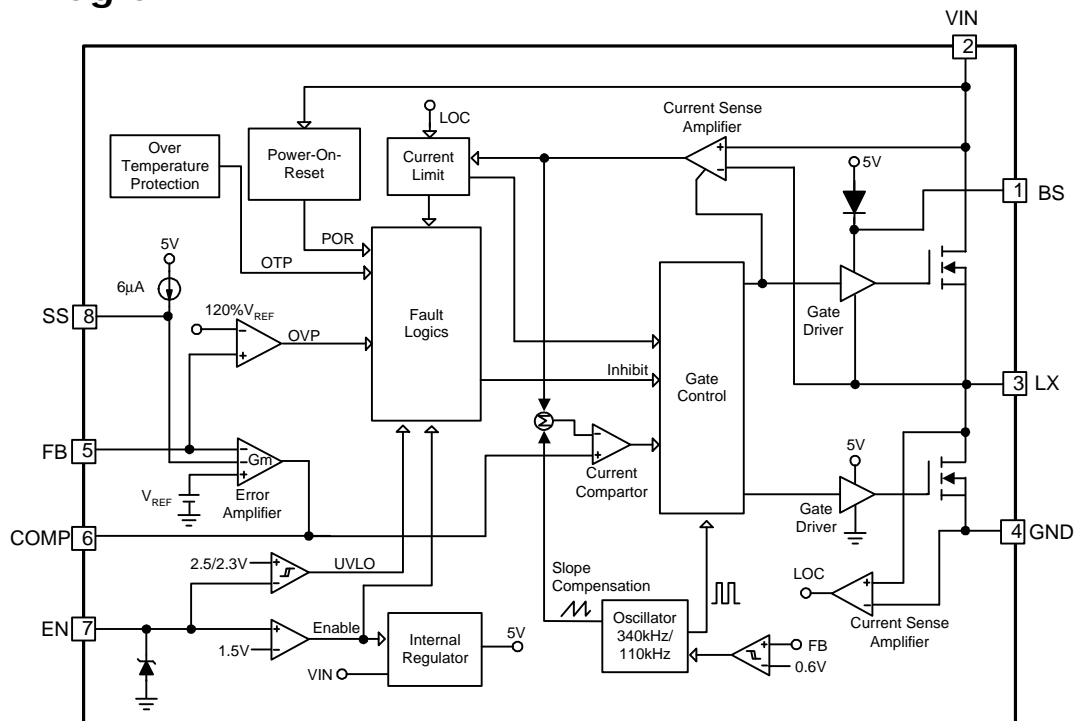 VIN
2
LOC
Current Sense
Amplifier
Over
Temperature
Protection
Power-On-
Reset
Current
Limit
5V
1
BS
POR
OTP
5V
6μA
SS
8
120%VREF
OVP
Fault
Logics
Gate
Driver
Inhibit
Gate
Control
3
LX
FB
5
Gm
Σ
Current
Compartor
5V
VREF
Error
Amplifier
Gate
Driver
COMP
6
4
GND
2.5/2.3V
UVLO
Slope
Compensation
LOC
EN
7
Enable
1.5V
Internal
Regulator
5V
VIN
Oscillator
340kHz/
110kHz
FB
0.6V
Current Sense
Amplifier